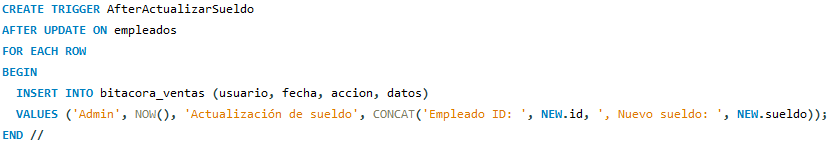 CREATE TRIGGER AfterActualizarSueldo
AFTER UPDATE ON empleados
FOR EACH ROW
BEGIN
  INSERT INTO bitacora_ventas (usuario, fecha, accion, datos)
  VALUES ('Admin', NOW(), 'Actualización de sueldo', CONCAT('Empleado ID: ', NEW.id, ', Nuevo sueldo: ', NEW.sueldo));
END //